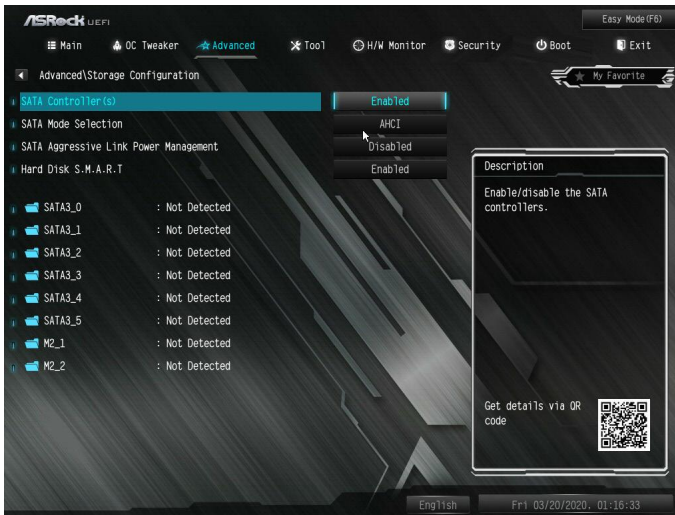 ASRock UEFI
Easy Mode(F6)
Main OC Tweaker Advanced Tool H/W Monitor Security Boot Exit
Advanced\Storage Configuration
My Favorite
SATA Controller(s) Enabled
SATA Mode Selection AHCI
SATA Aggressive Link Power Management Disabled
Hard Disk S.M.A.R.T Enabled
SATA3_0 : Not Detected
SATA3_1 : Not Detected
SATA3_2 : Not Detected
SATA3_3 : Not Detected
SATA3_4 : Not Detected
SATA3_5 : Not Detected
M2_1 : Not Detected
M2_2 : Not Detected
Description
Enable/disable the SATA
controllers.
Get details via QR
code
English
Fri 03/20/2020, 01:16:33